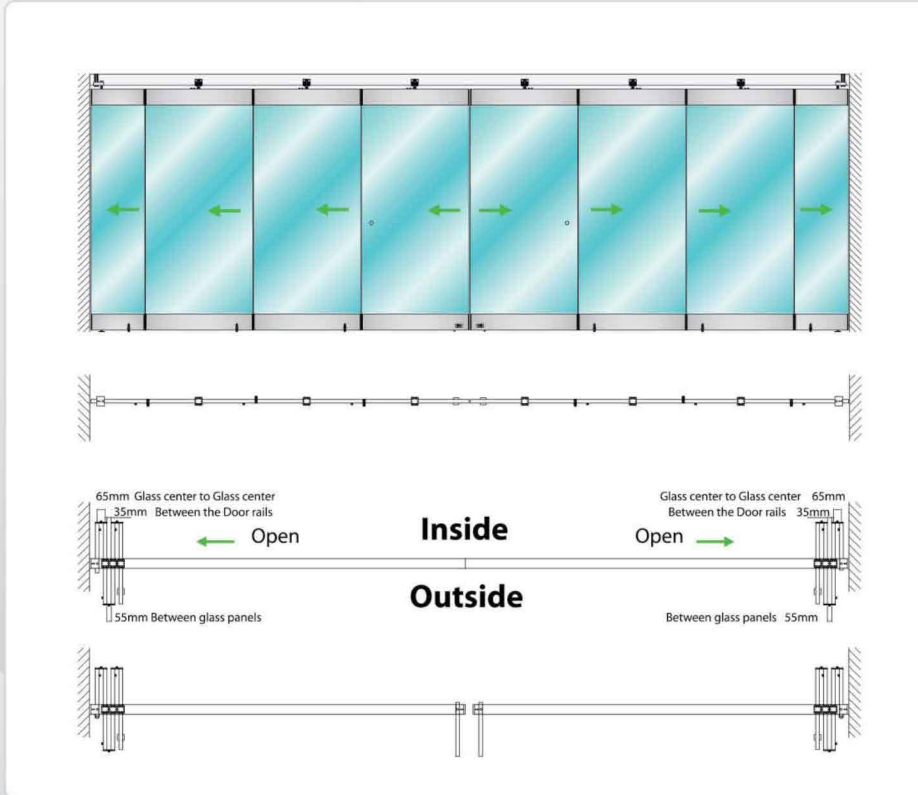 65mm Glass center to Glass center
35mm Between the Door rails
Open
Inside
Outside
55mm Between glass panels
Glass center to Glass center 65mm
Between the Door rails 35mm
Open
Between glass panels 55mm